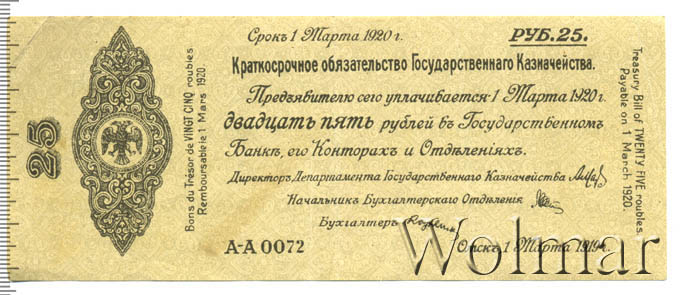 Срокъ 1 Марта 1920 г.
РУБ. 25.
Краткосрочное обязательство Государственнаго Казначейства.
Предъявителю сего уплачивается 1 Марта 1920 г.
двадцать пять рублей въ Государственномъ
Банкѣ, его Конторахъ и Отдѣленіяхъ.
Директоръ Департамента Государственнаго Казначейства
Начальникъ Бухгалтерскаго Отдѣленія
Бухгалтеръ
А-А 0072
Омскъ, 1 Марта 1919 г.
25
Bons du Trésor de VINGT CINQ roubles
Remboursable le 1 Mars 1920.
Treasury Bill of TWENTY FIVE roubles.
Payable on 1 March 1920.
Wolmar